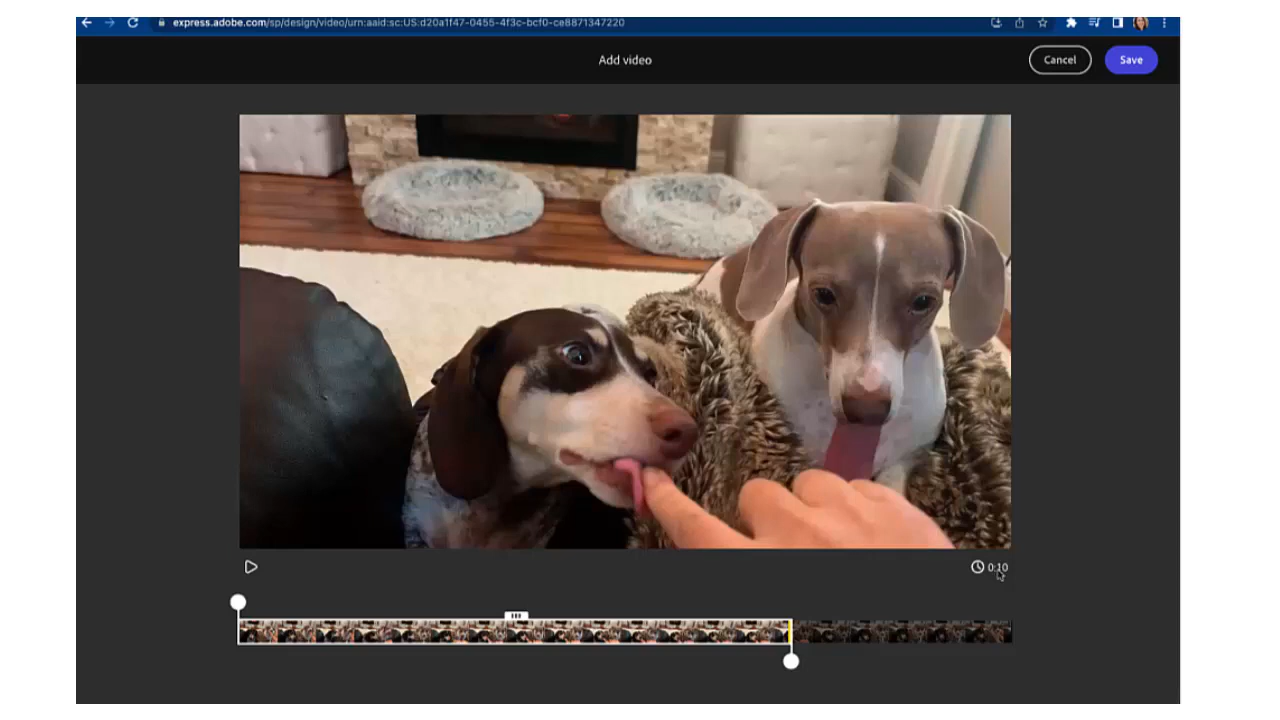 express.adobe.com/sp/design/video/urn:aaid:sc:US:d20a1f47-0455-4f3c-bcf0-ce8871347220
Add video
Cancel
Save
0:10